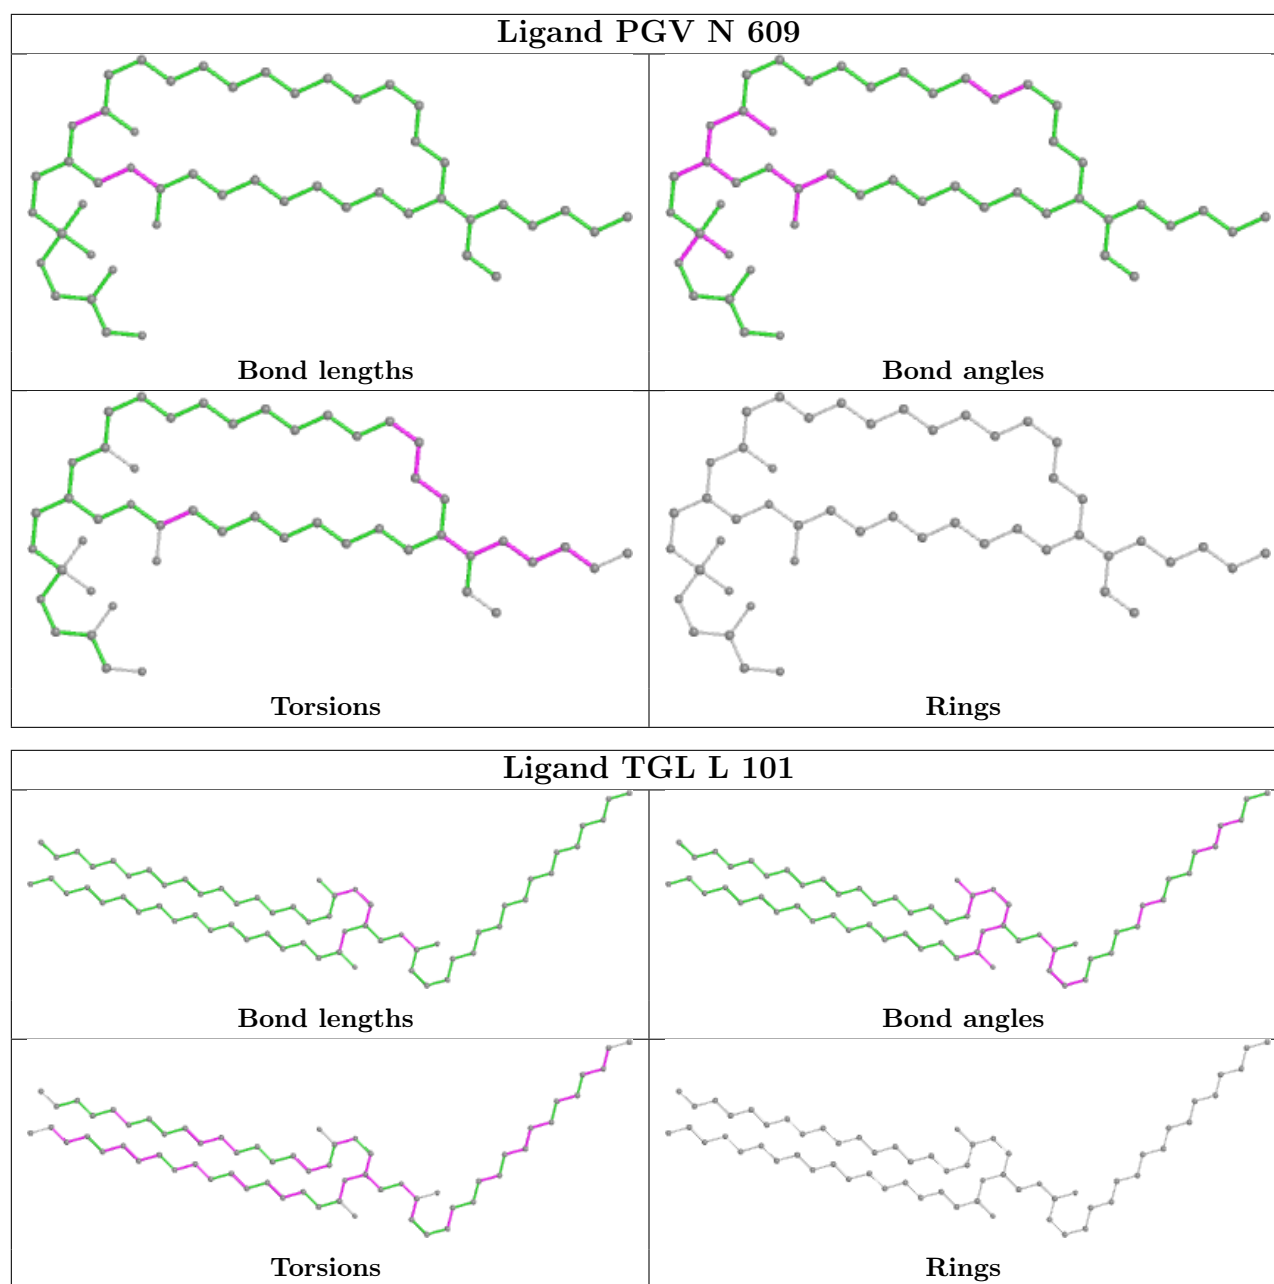 Ligand PGV N 609
Bond lengths
Bond angles
Torsions
Rings
Ligand TGL L 101
Bond lengths
Bond angles
Torsions
Rings